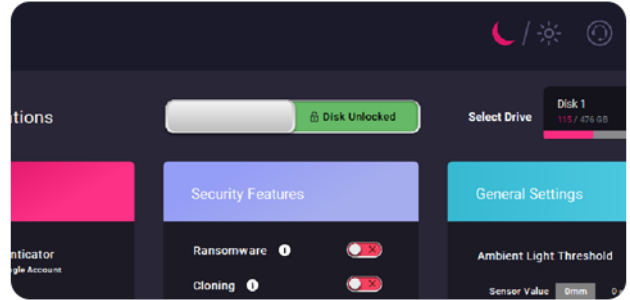 tions
Disk Unlocked
Select Drive
Disk 1
115 / 476 GB
Security Features
General Settings
nticator
gle Account
Ransomware
Cloning
Ambient Light Threshold
Sensor Value
0mm